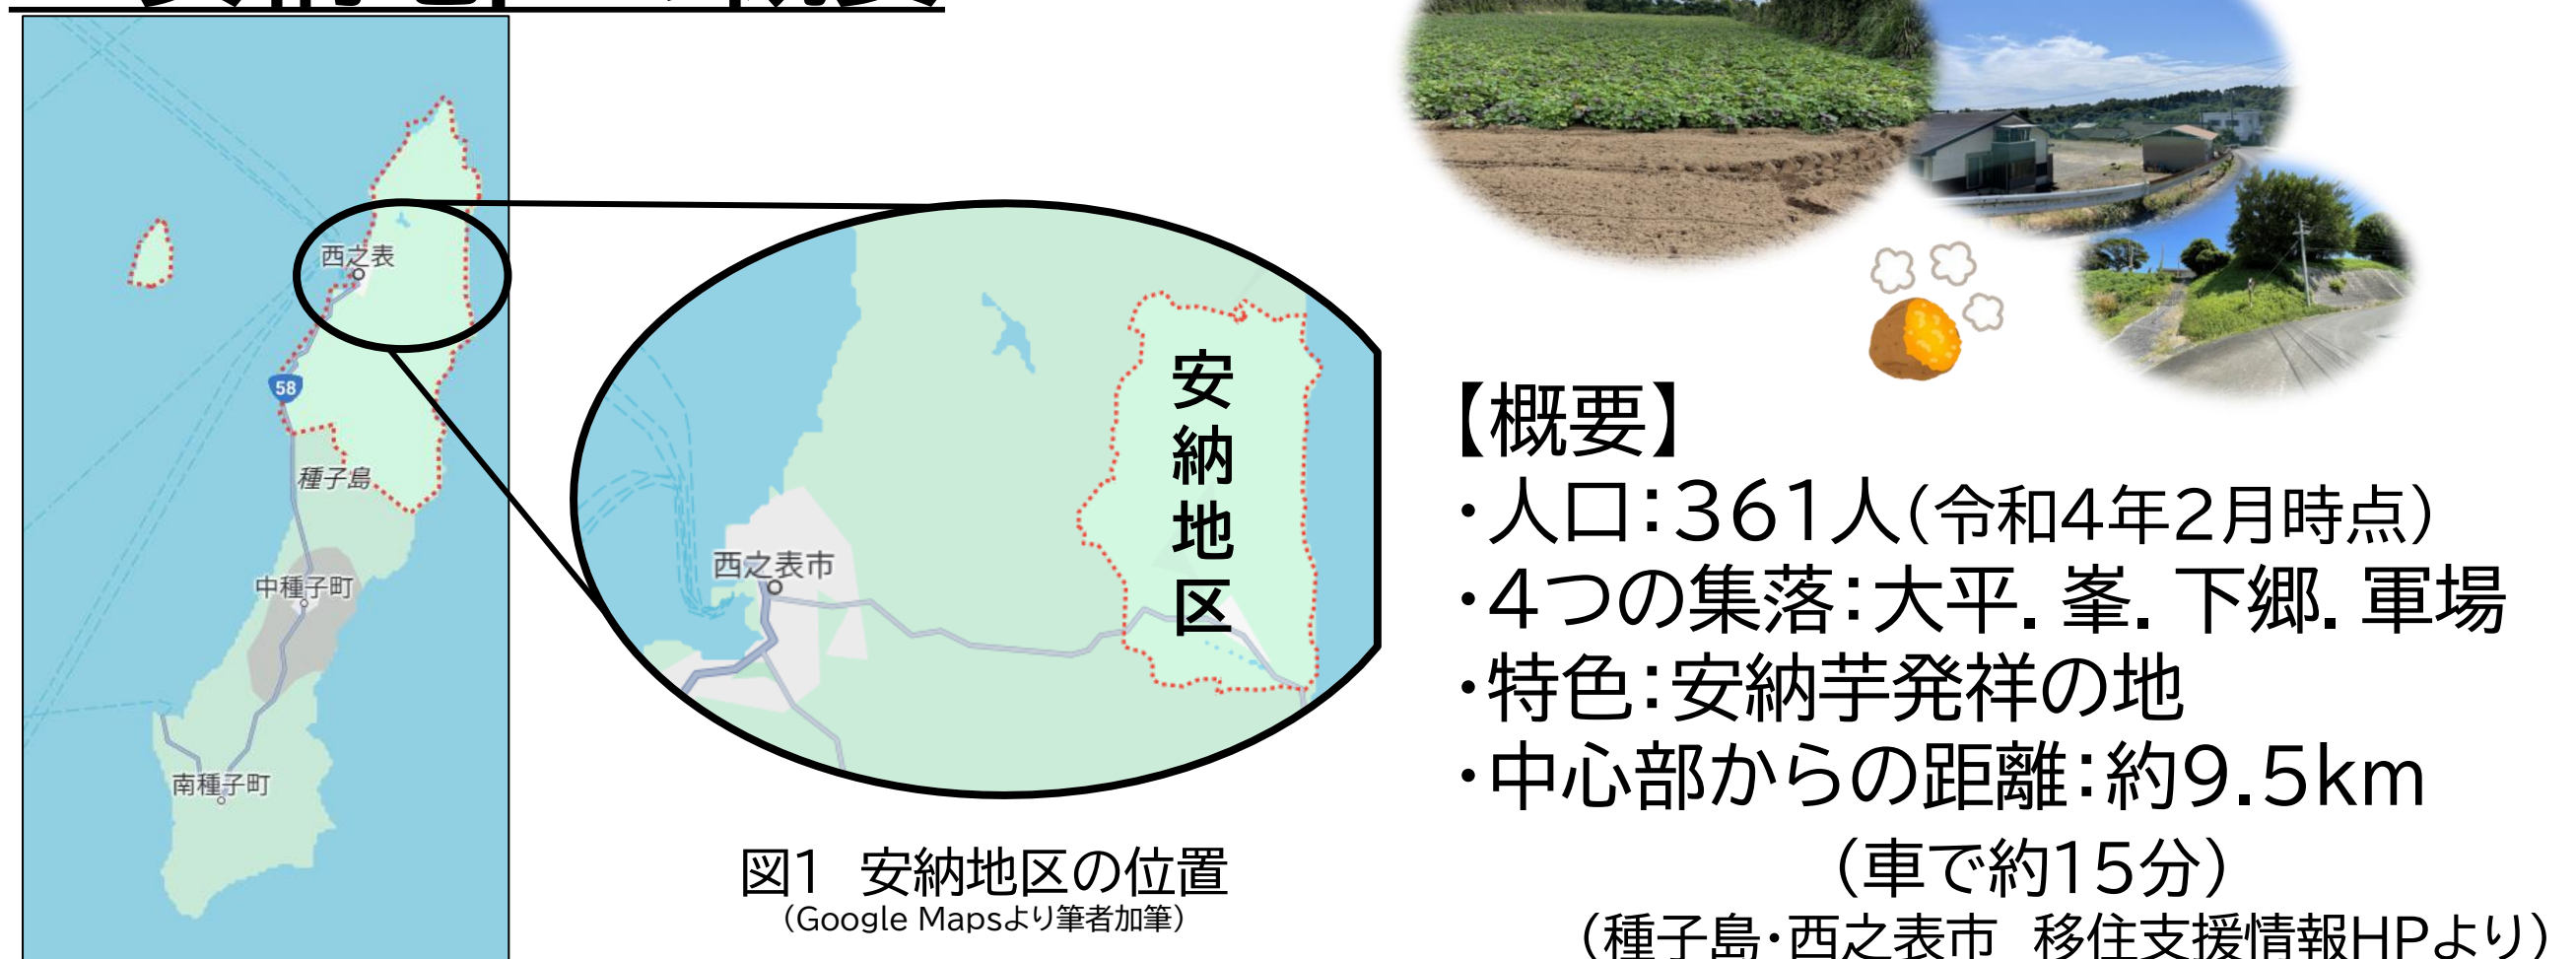 西之表
58
種子島
中種子町
南種子町
安納地区
西之表市
図1 安納地区の位置
(Google Mapsより筆者加筆)
【概要】
・人口:361人(令和4年2月時点)
・4つの集落:大平. 峯. 下郷. 軍場
・特色:安納芋発祥の地
・中心部からの距離:約9.5km
(車で約15分)
(種子島・西之表市 移住支援情報HPより)